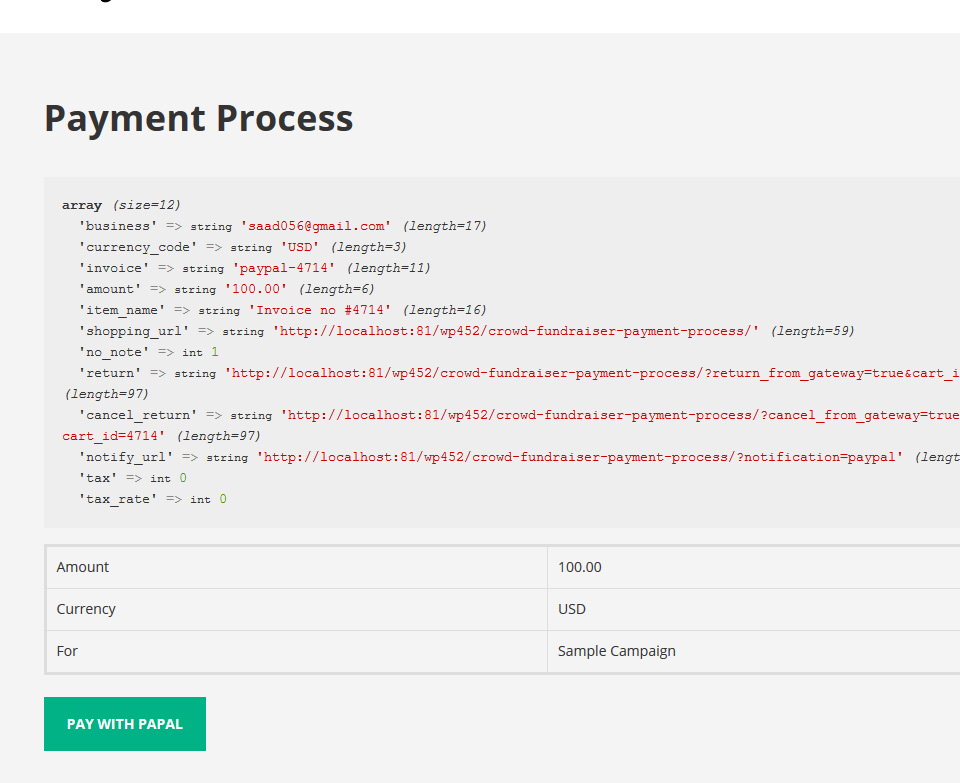 Payment Process
array (size=12)
'business' => string 'saad056@gmail.com' (length=17)
'currency_code' => string 'USD' (length=3)
'invoice' => string 'paypal-4714' (length=11)
'amount' => string '100.00' (length=6)
'item_name' => string 'Invoice no #4714' (length=16)
'shopping_url' => string 'http://localhost:81/wp452/crowd-fundraiser-payment-process/' (length=59)
'no_note' => int 1
'return' => string 'http://localhost:81/wp452/crowd-fundraiser-payment-process/?return_from_gateway=true&cart_i
(length=97)
'cancel_return' => string 'http://localhost:81/wp452/crowd-fundraiser-payment-process/?cancel_from_gateway=true
cart_id=4714' (length=97)
'notify_url' => string 'http://localhost:81/wp452/crowd-fundraiser-payment-process/?notification=paypal' (lengt
'tax' => int 0
'tax_rate' => int 0
Amount 100.00
Currency USD
For Sample Campaign
PAY WITH PAPAL